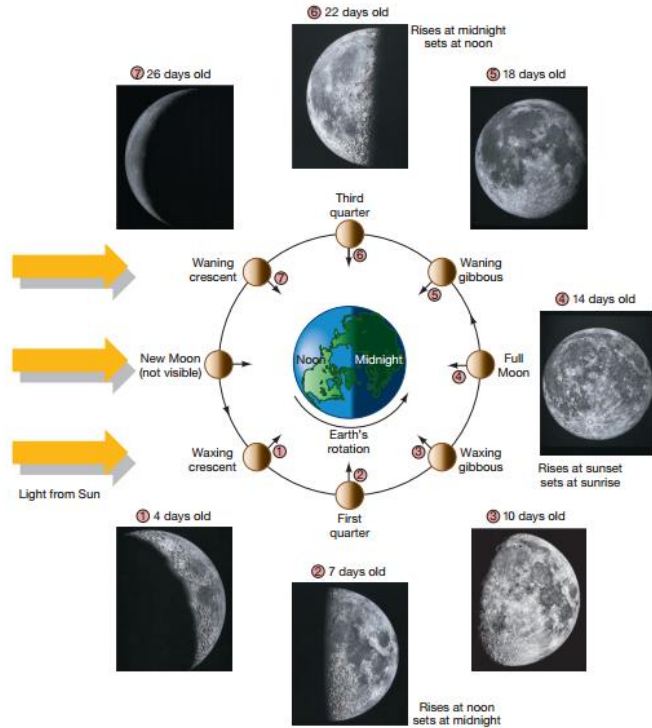 ⑥ 22 days old
Rises at midnight
sets at noon
⑦ 26 days old
⑤ 18 days old
Third
quarter
⑥
Waning
crescent
⑦
Waning
gibbous
⑤
④ 14 days old
New Moon
(not visible)
Noon
Midnight
④
Full
Moon
Earth's
rotation
Waxing
crescent
①
②
③
Waxing
gibbous
Rises at sunset
sets at sunrise
Light from Sun
First
quarter
① 4 days old
② 7 days old
③ 10 days old
Rises at noon
sets at midnight